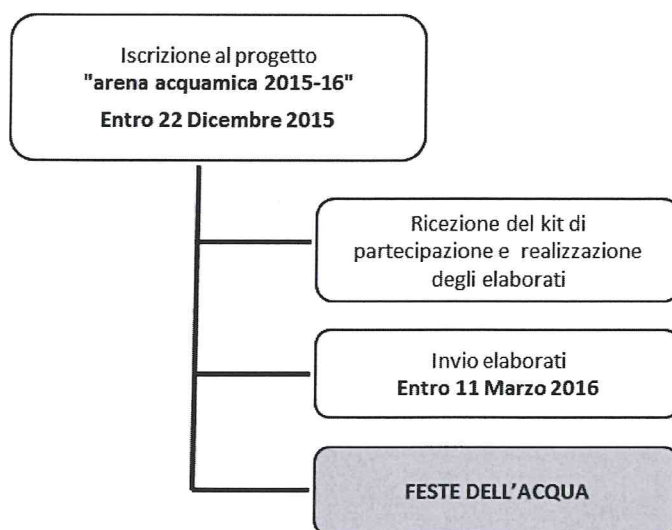 Iscrizione al progetto
"arena acquamica 2015-16"
Entro 22 Dicembre 2015
Ricezione del kit di
partecipazione e realizzazione
degli elaborati
Invio elaborati
Entro 11 Marzo 2016
FESTE DELL'ACQUA